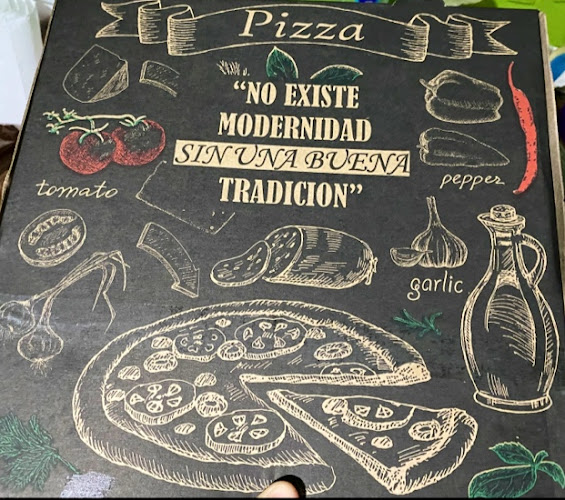 Pizza
“NO EXISTE
MODERNIDAD
SIN UNA BUENA
TRADICION”
tomato
pepper
garlic